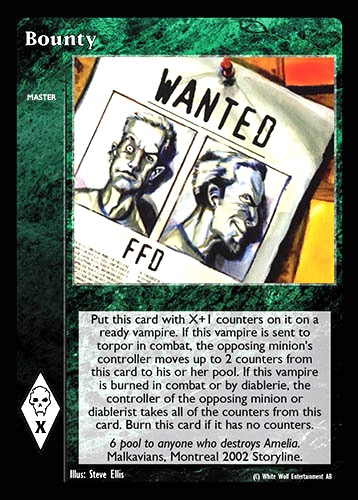 Bounty
MASTER
WANTED
FFD
Put this card with X+1 counters on it on a
ready vampire. If this vampire is sent to
torpor in combat, the opposing minion's
controller moves up to 2 counters from
this card to his or her pool. If this vampire
is burned in combat or by diablerie, the
controller of the opposing minion or
diablerist takes all of the counters from this
card. Burn this card if it has no counters.
6 pool to anyone who destroys Amelia.
Malkavians, Montreal 2002 Storyline.
X
Illus: Steve Ellis
(C) White Wolf Entertainment AB